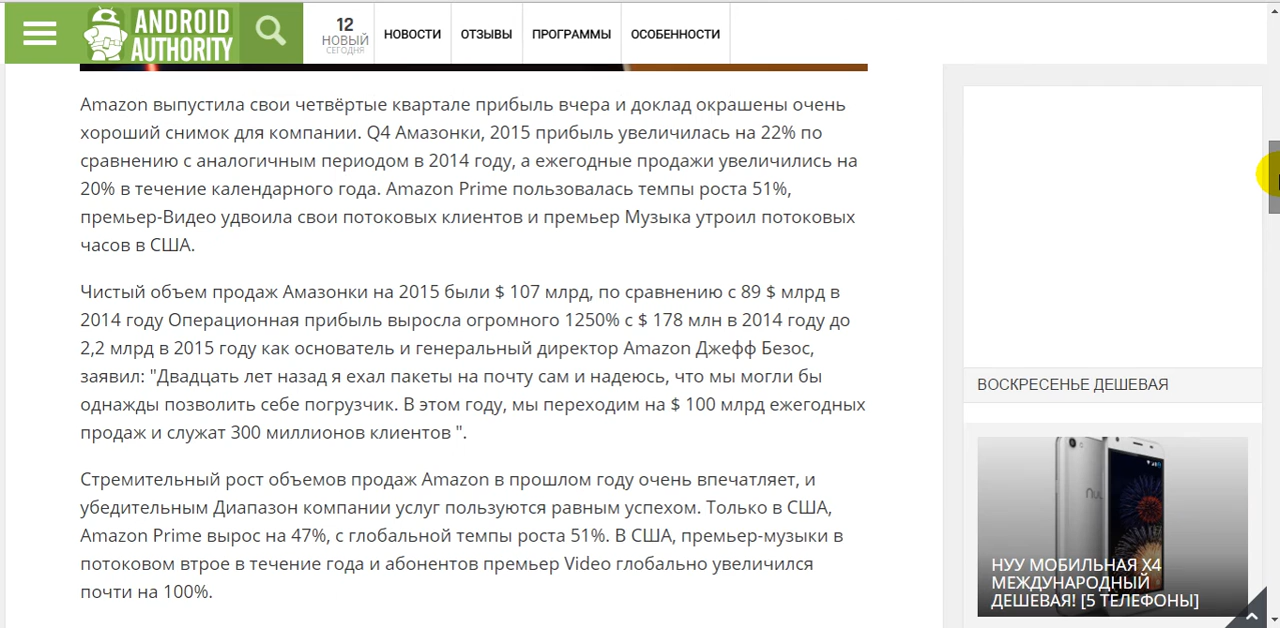 ANDROID
AUTHORITY
12
НОВЫЙ
СЕГОДНЯ
НОВОСТИ
ОТЗЫВЫ
ПРОГРАММЫ
ОСОБЕННОСТИ
Amazon выпустила свои четвёртые квартале прибыль вчера и доклад окрашены очень
хороший снимок для компании. Q4 Амазонки, 2015 прибыль увеличилась на 22% по
сравнению с аналогичным периодом в 2014 году, а ежегодные продажи увеличились на
20% в течение календарного года. Amazon Prime пользовалась темпы роста 51%,
премьер-Видео удвоила свои потоковых клиентов и премьер Музыка утроил потоковых
часов в США.
Чистый объем продаж Амазонки на 2015 были $ 107 млрд, по сравнению с 89 $ млрд в
2014 году Операционная прибыль выросла огромного 1250% с $ 178 млн в 2014 году до
2,2 млрд в 2015 году как основатель и генеральный директор Amazon Джефф Безос,
заявил: "Двадцать лет назад я ехал пакеты на почту сам и надеюсь, что мы могли бы
однажды позволить себе погрузчик. В этом году, мы переходим на $ 100 млрд ежегодных
продаж и служат 300 миллионов клиентов ".
Стремительный рост объемов продаж Amazon в прошлом году очень впечатляет, и
убедительным Диапазон компании услуг пользуются равным успехом. Только в США,
Amazon Prime вырос на 47%, с глобальной темпы роста 51%. В США, премьер-музыки в
потоковом втрое в течение года и абонентов премьер Video глобально увеличился
почти на 100%.
ВОСКРЕСЕНЬЕ ДЕШЕВАЯ
НУУ МОБИЛЬНАЯ X4
МЕЖДУНАРОДНЫЙ
ДЕШЕВАЯ! [5 ТЕЛЕФОНЫ]